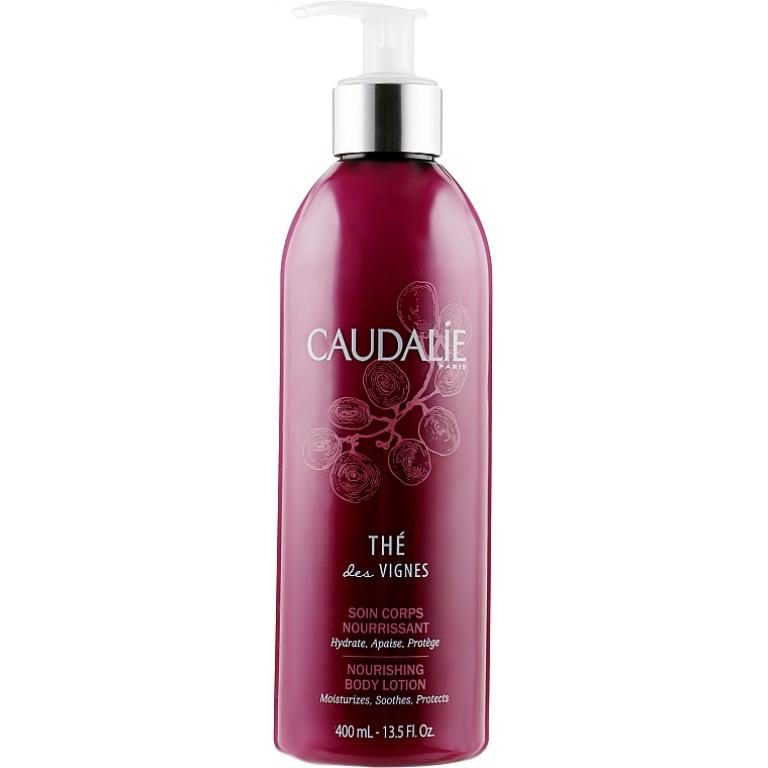 CAUDALÍE
PARIS
THÉ
des VIGNES
SOIN CORPS
NOURRISSANT
Hydrate, Apaise, Protège
NOURISHING
BODY LOTION
Moisturizes, Soothes, Protects
400 mL - 13.5 Fl. Oz.